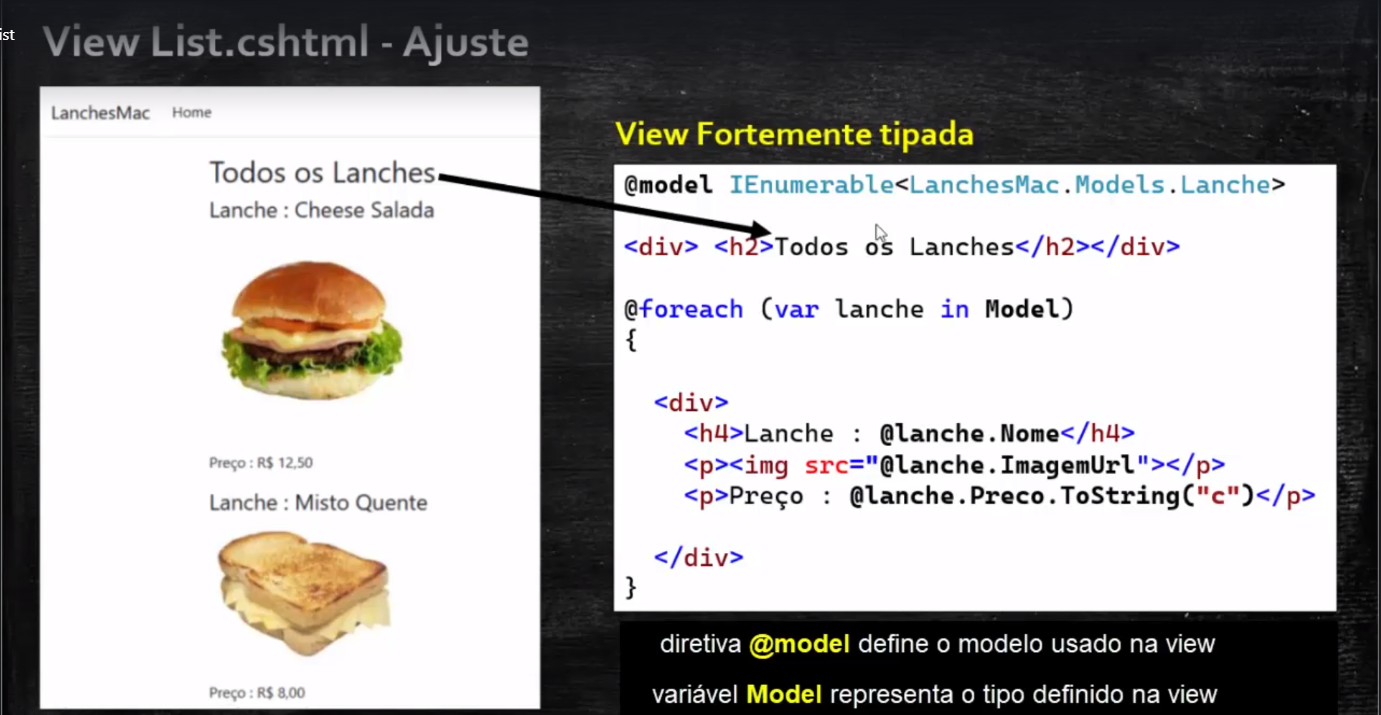 ist
View List.cshtml - Ajuste
LanchesMac Home
Todos os Lanches
Lanche : Cheese Salada
Preço : R$ 12,50
Lanche : Misto Quente
Preço : R$ 8,00
View Fortemente tipada
@model IEnumerable<LanchesMac.Models.Lanche>
<div> <h2>Todos os Lanches</h2></div>
@foreach (var lanche in Model)
{
<div>
<h4>Lanche : @lanche.Nome</h4>
<p><img src="@lanche.ImagemUrl"></p>
<p>Preço : @lanche.Preco.ToString("c")</p>
</div>
}
diretiva @model define o modelo usado na view
variável Model representa o tipo definido na view